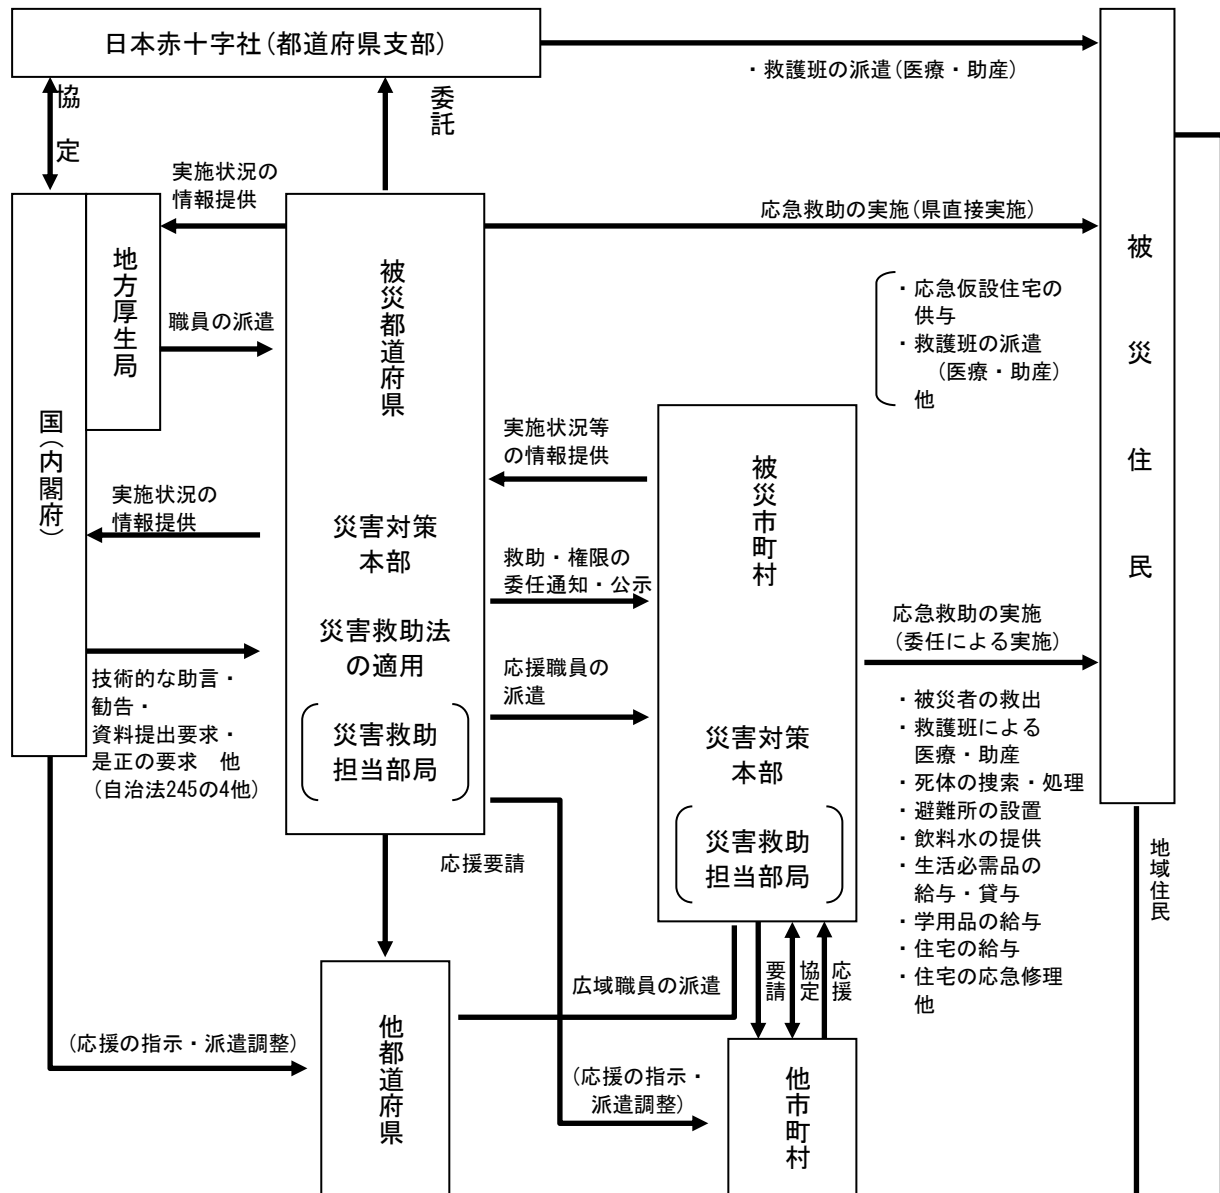 日本赤十字社（都道府県支部）
・救護班の派遣（医療・助産）
協定
委託
実施状況の
情報提供
応急救助の実施（県直接実施）
地方厚生局
職員の派遣
国（内閣府）
被災都道府県
被災住民
・応急仮設住宅の
供与
・救護班の派遣
（医療・助産）
他
実施状況等
の情報提供
実施状況の
情報提供
被災市町村
災害対策
本部
救助・権限の
委任通知・公示
災害救助法
の適用
応急救助の実施
（委任による実施）
技術的な助言・
勧告・
資料提出要求・
是正の要求　他
（自治法245の4他）
応援職員の
派遣
災害救助
担当部局
災害対策
本部
・被災者の救出
・救護班による
医療・助産
・死体の捜索・処理
・避難所の設置
・飲料水の提供
・生活必需品の
給与・貸与
・学用品の給与
・住宅の給与
・住宅の応急修理
他
災害救助
担当部局
応援要請
地域住民
要請
協定
応援
広域職員の派遣
（応援の指示・派遣調整）
他都道府県
（応援の指示・
派遣調整）
他市町村